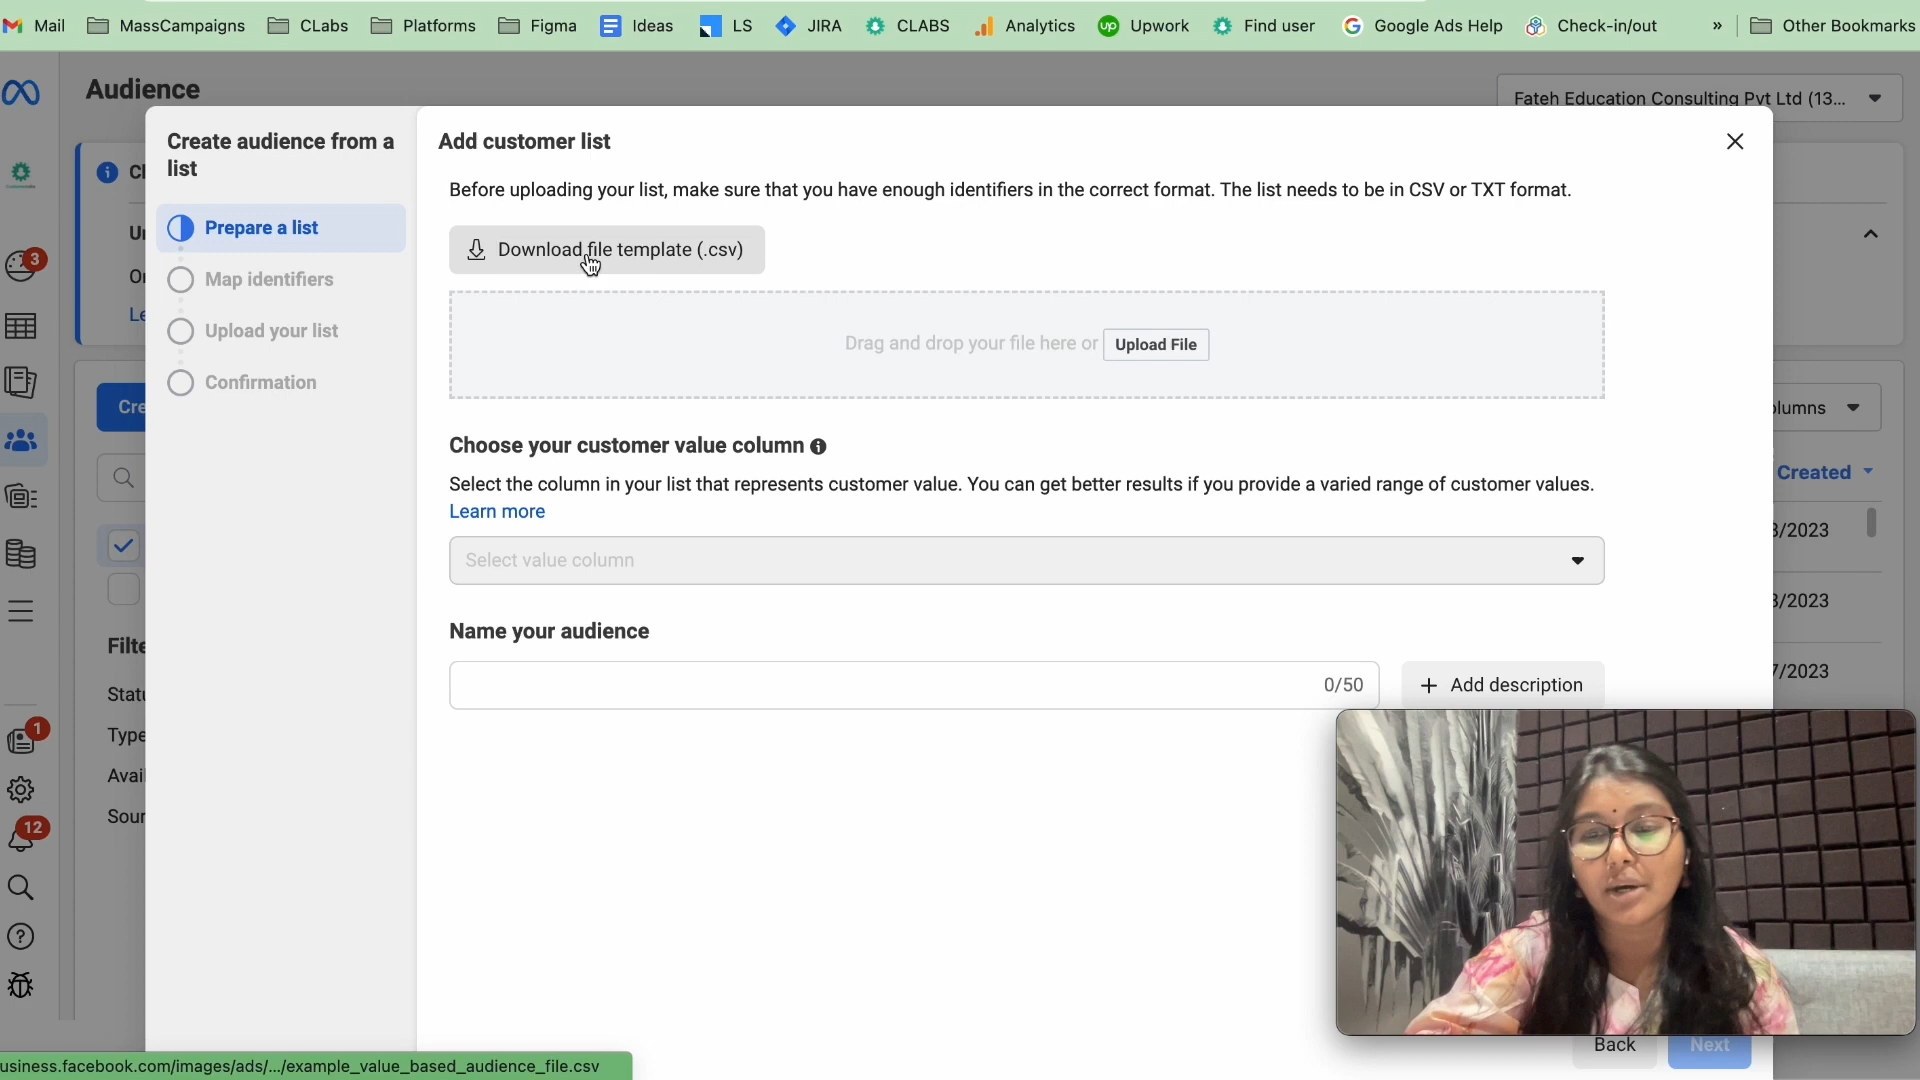 Mail MassCampaigns CLabs Platforms Figma Ideas LS JIRA CLABS Analytics Upwork Find user Google Ads Help Check-in/out » Other Bookmarks
Audience
Fateh Education Consulting Pvt Ltd (13...
Create audience from a
list
Prepare a list
Map identifiers
Upload your list
Confirmation
Add customer list
Before uploading your list, make sure that you have enough identifiers in the correct format. The list needs to be in CSV or TXT format.
Download file template (.csv)
Drag and drop your file here or Upload File
Choose your customer value column
Select the column in your list that represents customer value. You can get better results if you provide a varied range of customer values.
Learn more
Select value column
Name your audience
0/50
+ Add description
Back
Next
3
1
12
Cre
Filte
Statu
Type
Avai
Sour
olumns
Created
3/2023
3/2023
7/2023
usiness.facebook.com/images/ads/.../example_value_based_audience_file.csv